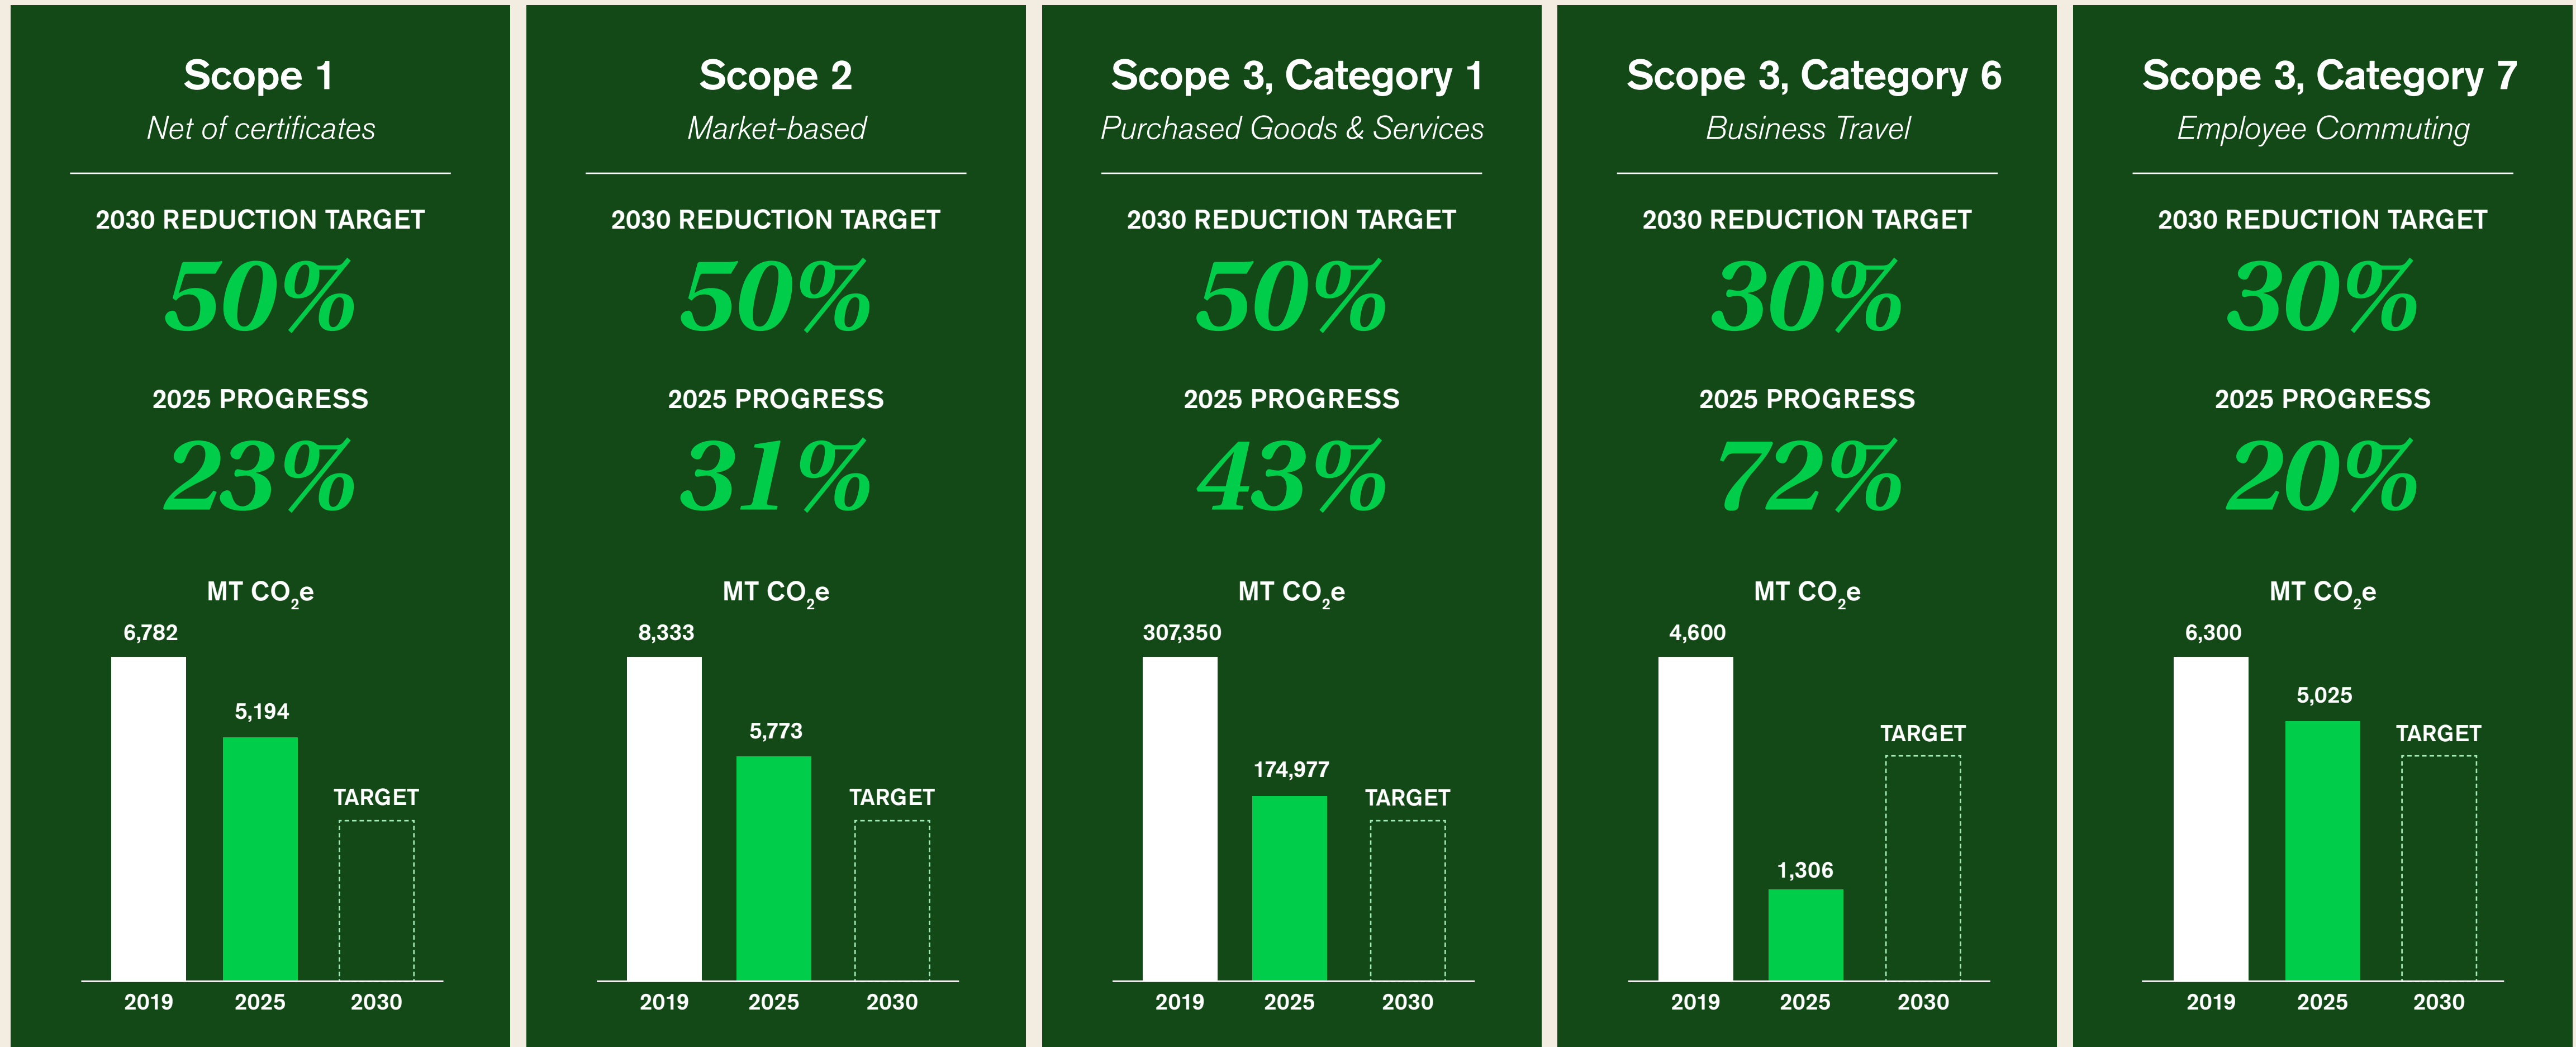 Scope 1
Net of certificates
2030 REDUCTION TARGET
50%
2025 PROGRESS
23%
MT CO₂e
6,782
5,194
TARGET
2019
2025
2030
Scope 2
Market-based
2030 REDUCTION TARGET
50%
2025 PROGRESS
31%
MT CO₂e
8,333
5,773
TARGET
2019
2025
2030
Scope 3, Category 1
Purchased Goods & Services
2030 REDUCTION TARGET
50%
2025 PROGRESS
43%
MT CO₂e
307,350
174,977
TARGET
2019
2025
2030
Scope 3, Category 6
Business Travel
2030 REDUCTION TARGET
30%
2025 PROGRESS
72%
MT CO₂e
4,600
1,306
TARGET
2019
2025
2030
Scope 3, Category 7
Employee Commuting
2030 REDUCTION TARGET
30%
2025 PROGRESS
20%
MT CO₂e
6,300
5,025
TARGET
2019
2025
2030